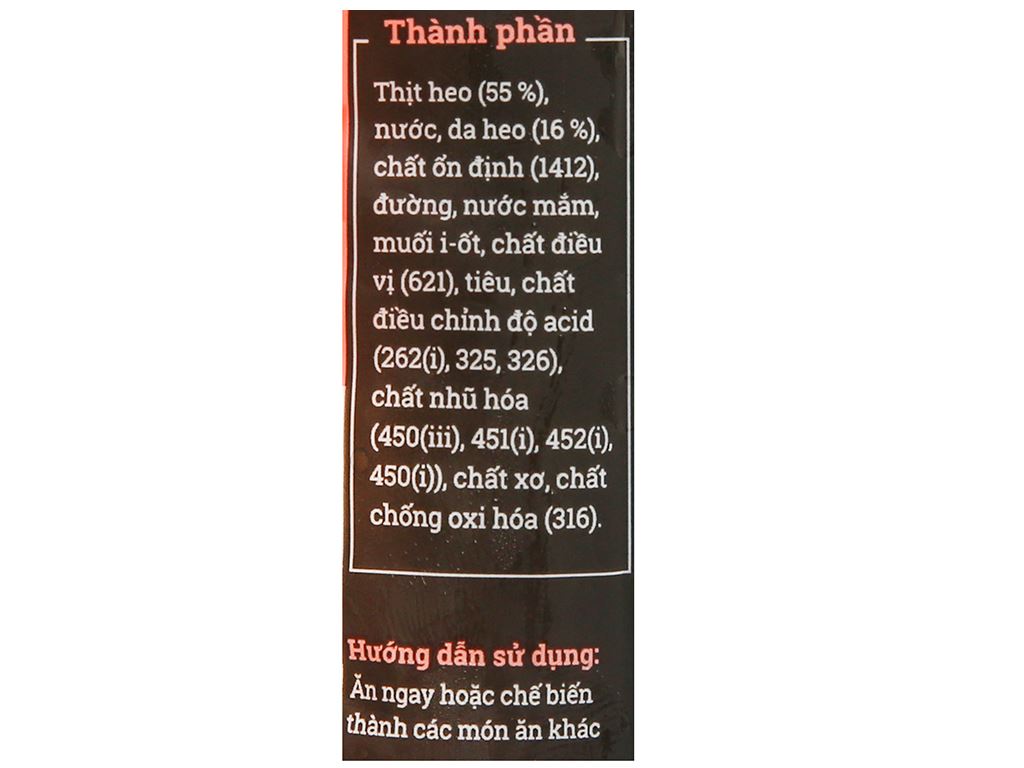 Thành phần
Thịt heo (55 %),
nước, da heo (16 %),
chất ổn định (1412),
đường, nước mắm,
muối i-ốt, chất điều
vị (621), tiêu, chất
điều chỉnh độ acid
(262(i), 325, 326),
chất nhũ hóa
(450(iii), 451(i), 452(i),
450(i)), chất xơ, chất
chống oxi hóa (316).
Hướng dẫn sử dụng:
Ăn ngay hoặc chế biến
thành các món ăn khác